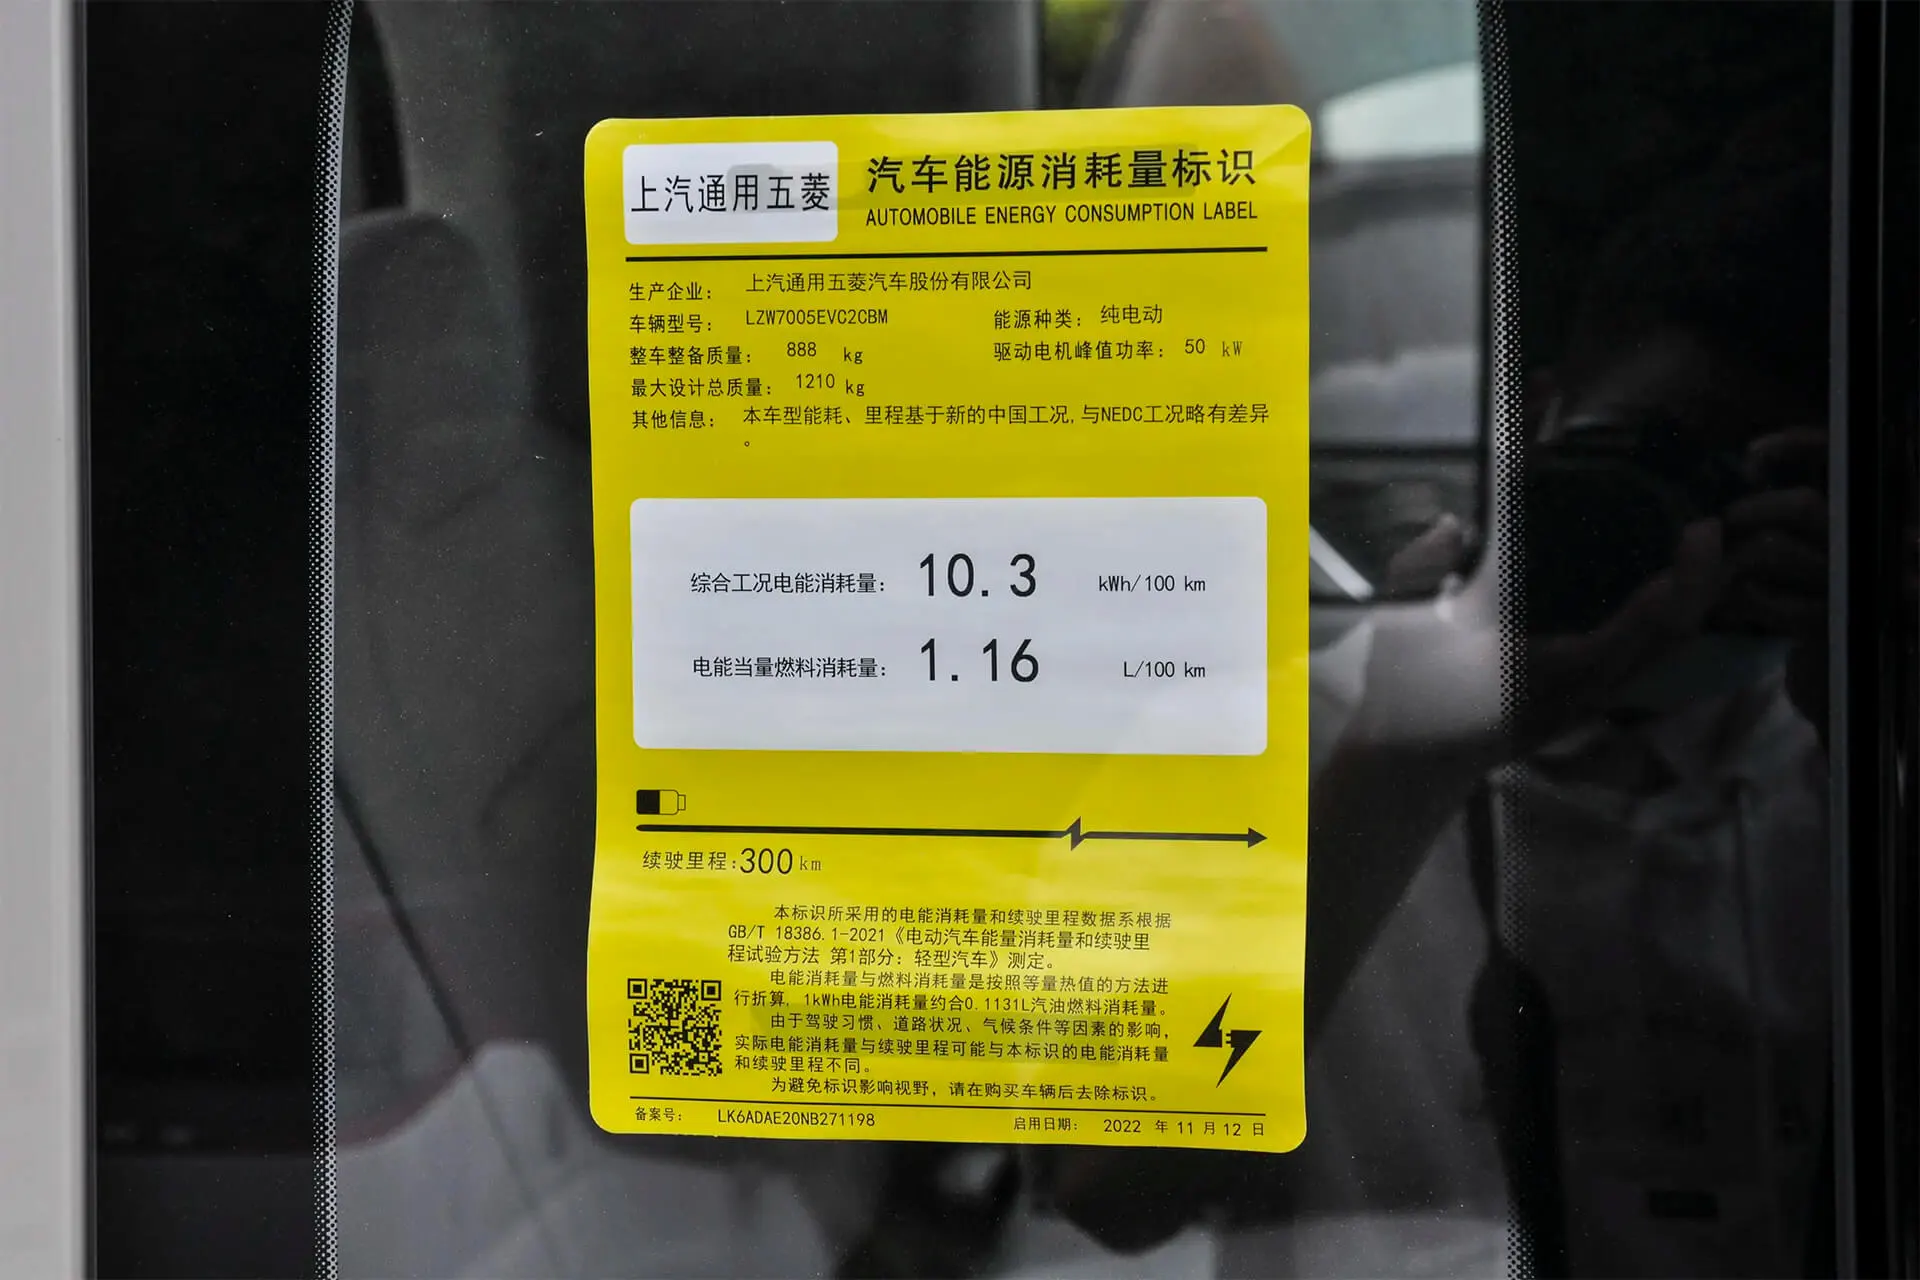 上汽通用五菱
汽车能源消耗量标识
AUTOMOBILE ENERGY CONSUMPTION LABEL
生产企业： 上汽通用五菱汽车股份有限公司
车辆型号： LZW7005EVC2CBM 能源种类： 纯电动
整车整备质量： 888 kg 驱动电机峰值功率： 50 kW
最大设计总质量： 1210 kg
其他信息： 本车型能耗、里程基于新的中国工况,与NEDC工况略有差异
。
综合工况电能消耗量： 10.3 kWh/100 km
电能当量燃料消耗量： 1.16 L/100 km
续驶里程:300km
本标识所采用的电能消耗量和续驶里程数据系根据
GB/T 18386.1-2021《电动汽车能量消耗量和续驶里
程试验方法 第1部分：轻型汽车》测定。
电能消耗量与燃料消耗量是按照等量热值的方法进
行折算，1kWh电能消耗量约合0.1131L汽油燃料消耗量。
由于驾驶习惯、道路状况、气候条件等因素的影响，
实际电能消耗量与续驶里程可能与本标识的电能消耗量
和续驶里程不同。
为避免标识影响视野，请在购买车辆后去除标识。
备案号： LK6ADAE20NB271198 启用日期： 2022 年 11 月 12 日